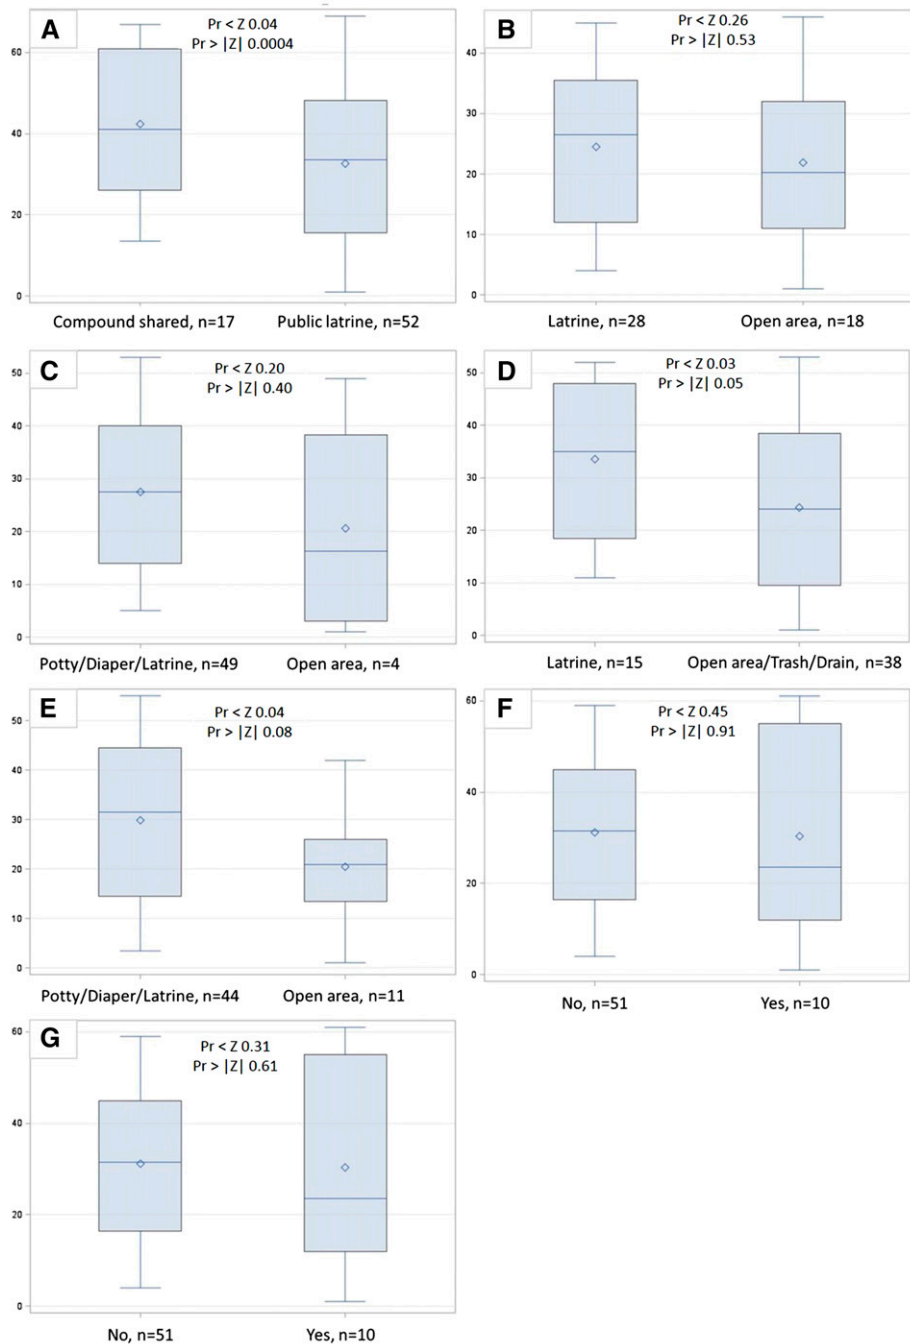 A
Pr < Z 0.04
Pr > |Z| 0.0004
60
40
20
0
Compound shared, n=17 Public latrine, n=52
B
Pr < Z 0.26
Pr > |Z| 0.53
40
30
20
10
0
Latrine, n=28 Open area, n=18
C
Pr < Z 0.20
Pr > |Z| 0.40
50
40
30
20
10
0
Potty/Diaper/Latrine, n=49 Open area, n=4
D
Pr < Z 0.03
Pr > |Z| 0.05
50
40
30
20
10
0
Latrine, n=15 Open area/Trash/Drain, n=38
E
Pr < Z 0.04
Pr > |Z| 0.08
50
40
30
20
10
0
Potty/Diaper/Latrine, n=44 Open area, n=11
F
Pr < Z 0.45
Pr > |Z| 0.91
60
40
20
0
No, n=51 Yes, n=10
G
Pr < Z 0.31
Pr > |Z| 0.61
60
40
20
0
No, n=51 Yes, n=10